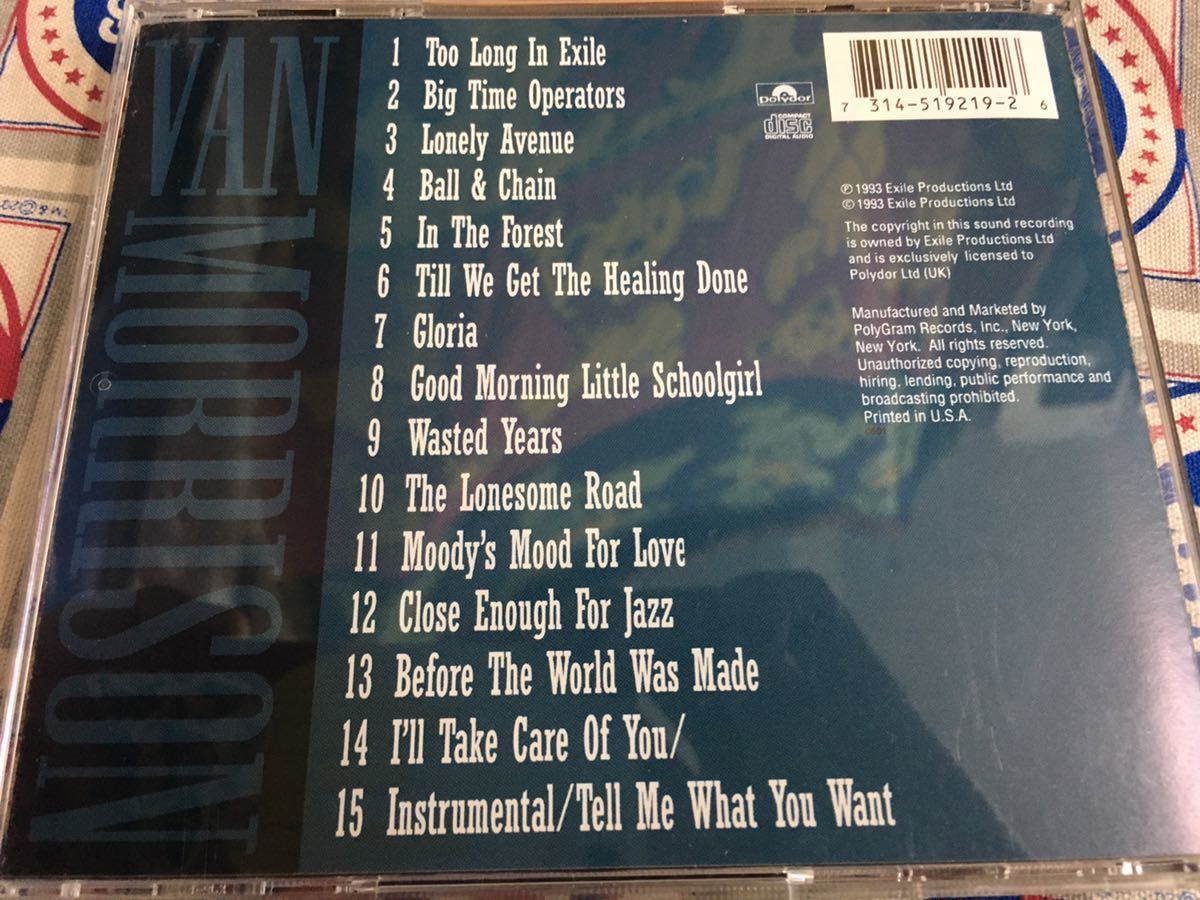 VAN MORRISON
1 Too Long In Exile
2 Big Time Operators
3 Lonely Avenue
4 Ball & Chain
5 In The Forest
6 Till We Get The Healing Done
7 Gloria
8 Good Morning Little Schoolgirl
9 Wasted Years
10 The Lonesome Road
11 Moody's Mood For Love
12 Close Enough For Jazz
13 Before The World Was Made
14 I'll Take Care Of You/
15 Instrumental/Tell Me What You Want
Polydor
COMPACT
disc
DIGITAL AUDIO
7 314-519219-2 6
℗ 1993 Exile Productions Ltd
© 1993 Exile Productions Ltd
The copyright in this sound recording
is owned by Exile Productions Ltd
and is exclusively licensed to
Polydor Ltd (UK)
Manufactured and Marketed by
PolyGram Records, Inc., New York,
New York. All rights reserved.
Unauthorized copying, reproduction,
hiring, lending, public performance and
broadcasting prohibited.
Printed in U.S.A.